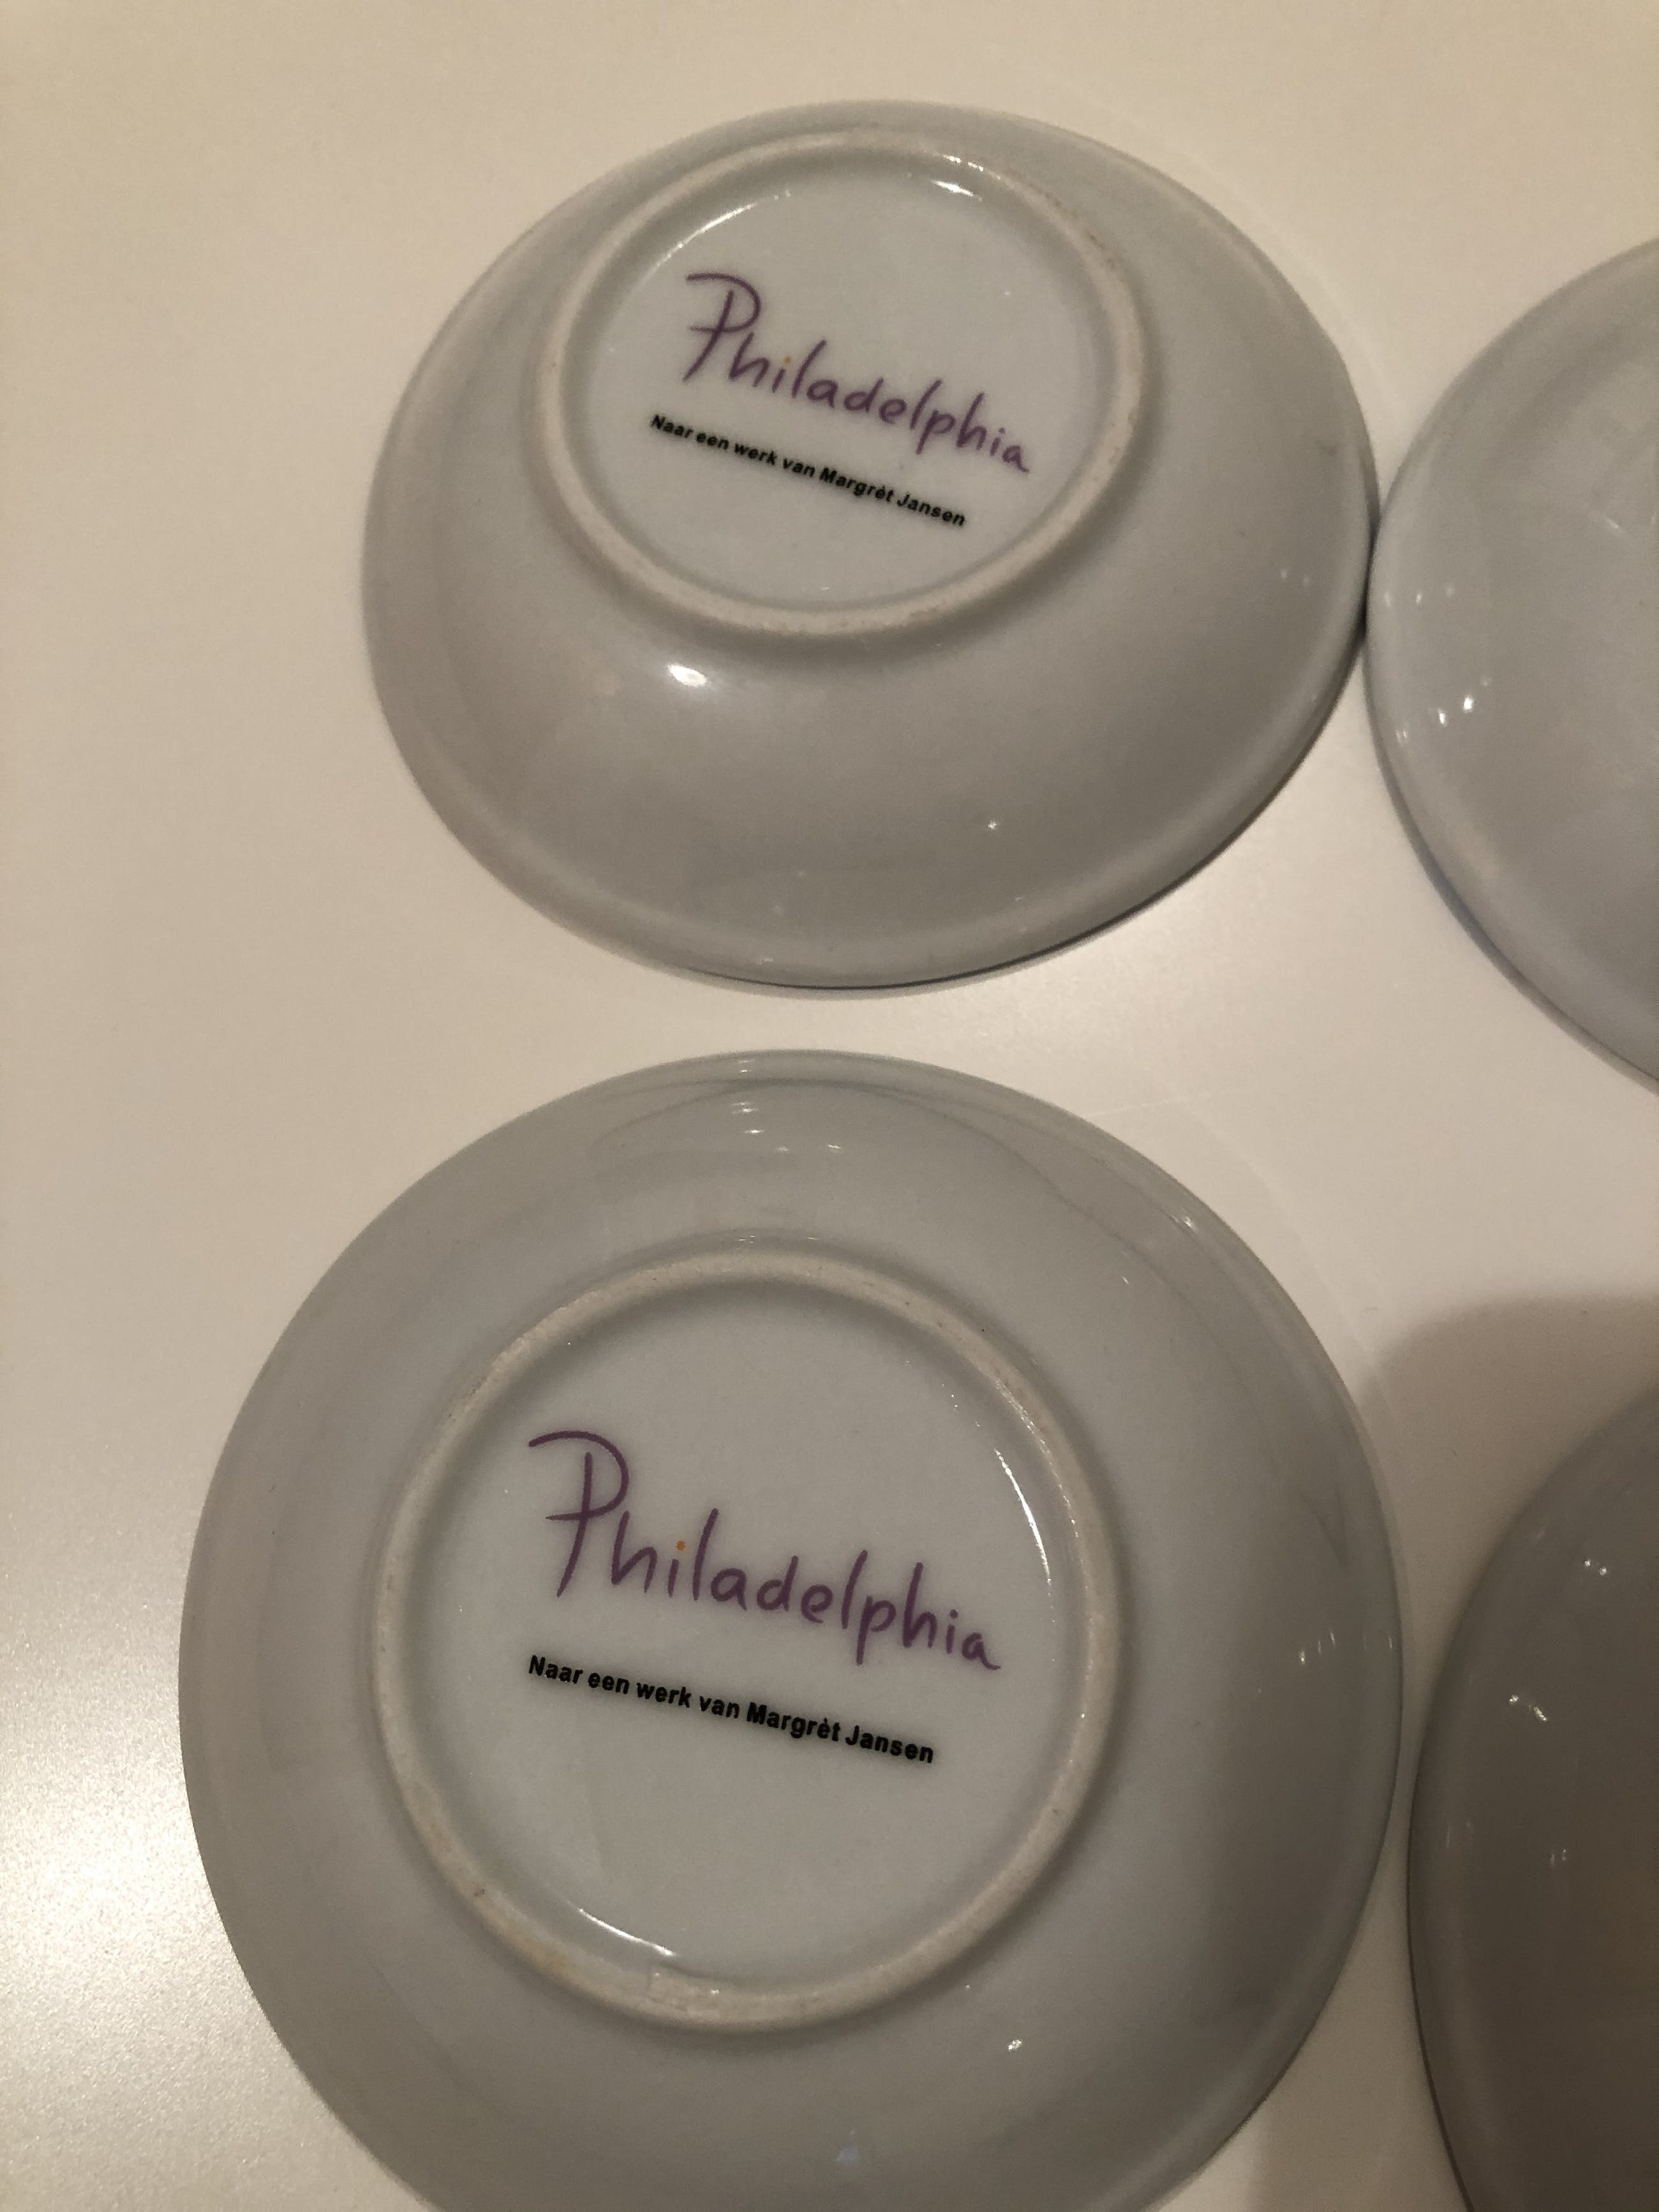 Philadelphia
Naar een werk van Margrèt Jansen
Philadelphia
Naar een werk van Margrèt Jansen